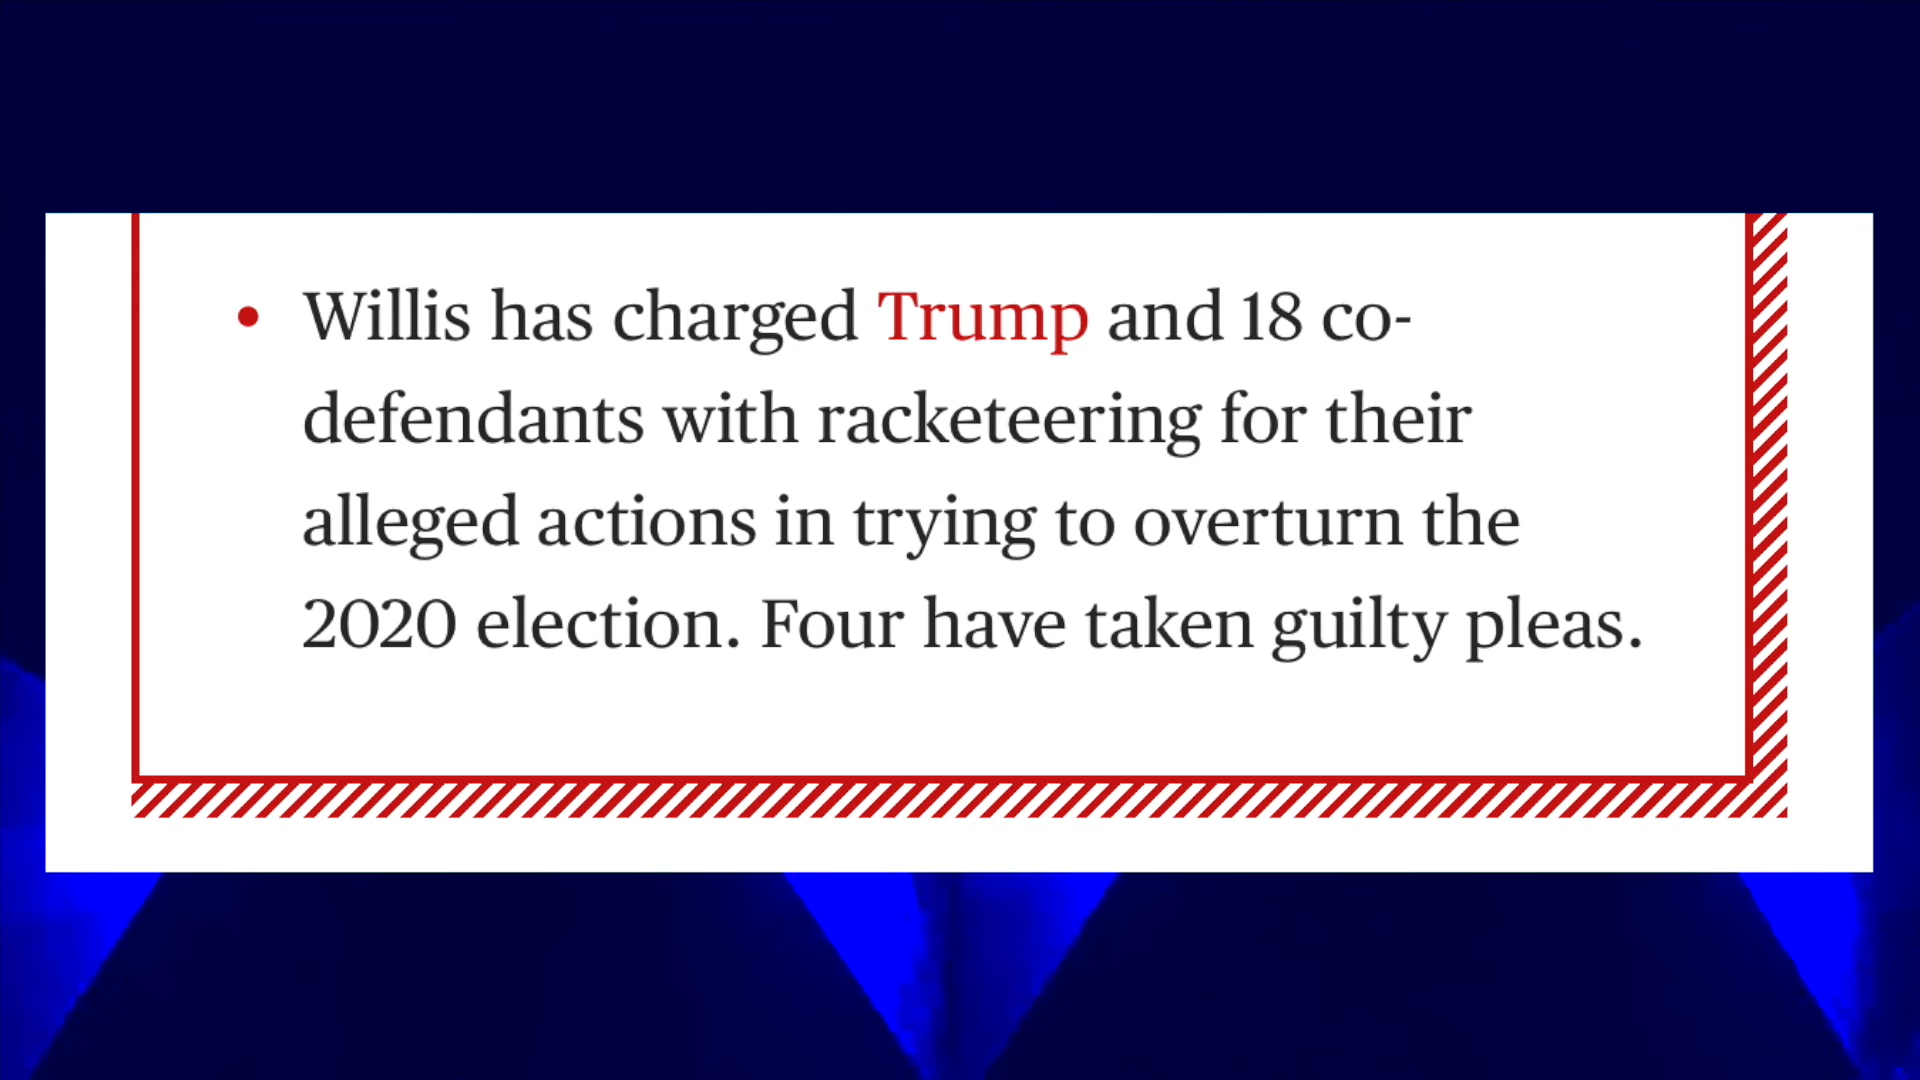 • Willis has charged Trump and 18 co-
defendants with racketeering for their
alleged actions in trying to overturn the
2020 election. Four have taken guilty pleas.